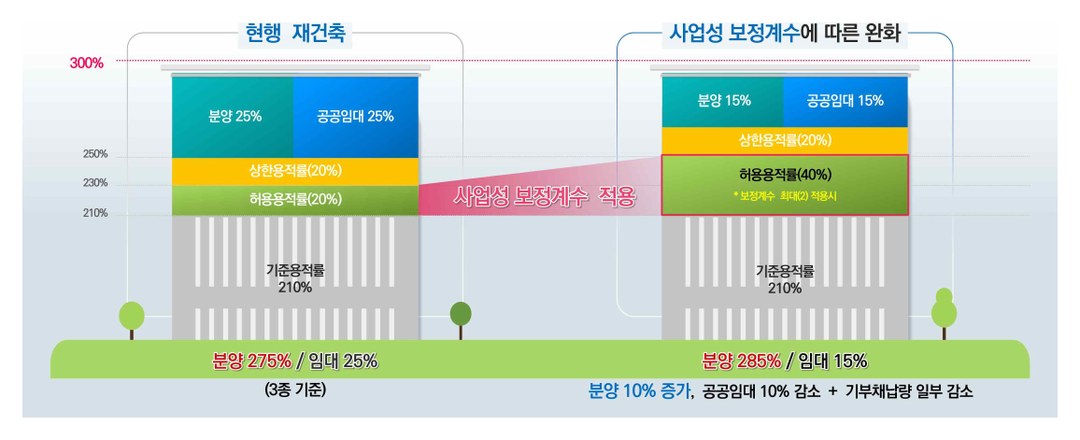 현행 재건축
300%
분양 25%
공공임대 25%
250%
상한용적률(20%)
230%
허용용적률(20%)
210%
기준용적률
210%
분양 275% / 임대 25%
(3종 기준)
사업성 보정계수 적용
사업성 보정계수에 따른 완화
분양 15%
공공임대 15%
상한용적률(20%)
허용용적률(40%)
* 보정계수 최대(2) 적용시
기준용적률
210%
분양 285% / 임대 15%
분양 10% 증가, 공공임대 10% 감소 + 기부채납량 일부 감소